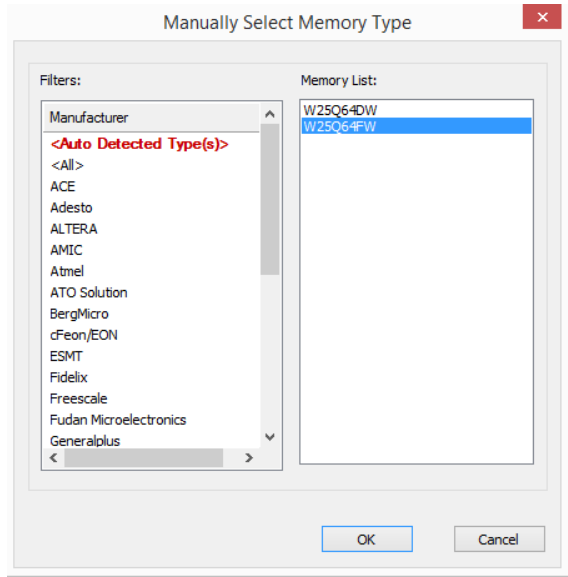 Manually Select Memory Type
Filters:
Manufacturer
<Auto Detected Type(s)>
<All>
ACE
Adesto
ALTERA
AMIC
Atmel
ATO Solution
BergMicro
cFeon/EON
ESMT
Fidelix
Freescale
Fudan Microelectronics
Generalplus
Memory List:
W25Q64DW
W25Q64FW
OK
Cancel